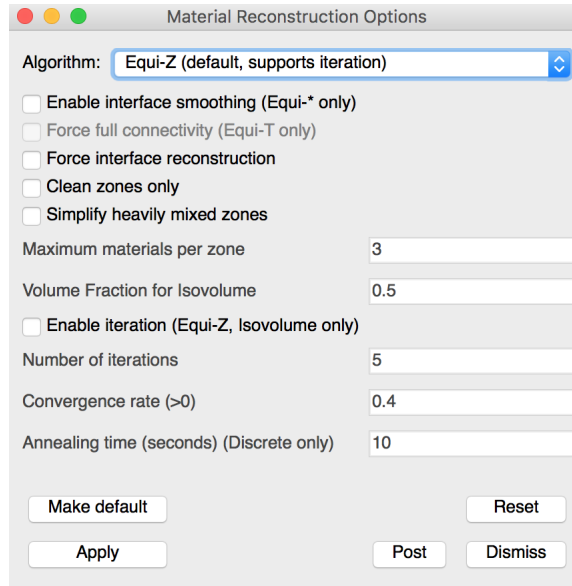 Material Reconstruction Options
Algorithm: Equi-Z (default, supports iteration)
Enable interface smoothing (Equi-* only)
Force full connectivity (Equi-T only)
Force interface reconstruction
Clean zones only
Simplify heavily mixed zones
Maximum materials per zone 3
Volume Fraction for Isovolume 0.5
Enable iteration (Equi-Z, Isovolume only)
Number of iterations 5
Convergence rate (>0) 0.4
Annealing time (seconds) (Discrete only) 10
Make default Reset
Apply Post Dismiss